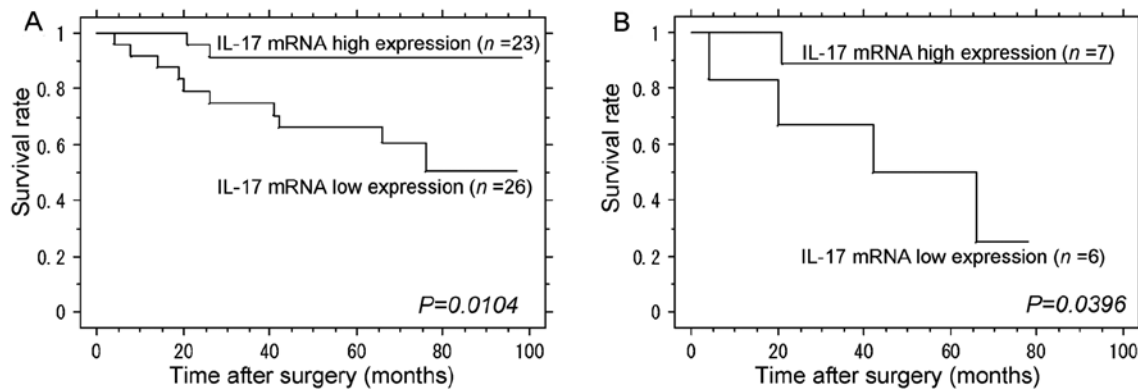 A
IL-17 mRNA high expression (n =23)
IL-17 mRNA low expression (n =26)
P=0.0104
Survival rate
1
0. 8
0. 6
0. 4
0. 2
0
0 20 40 60 80 100
Time after surgery (months)
B
IL-17 mRNA high expression (n =7)
IL-17 mRNA low expression (n =6)
P=0.0396
Survival rate
1
0. 8
0. 6
0. 4
0. 2
0
0 20 40 60 80 100
Time after surgery (months)